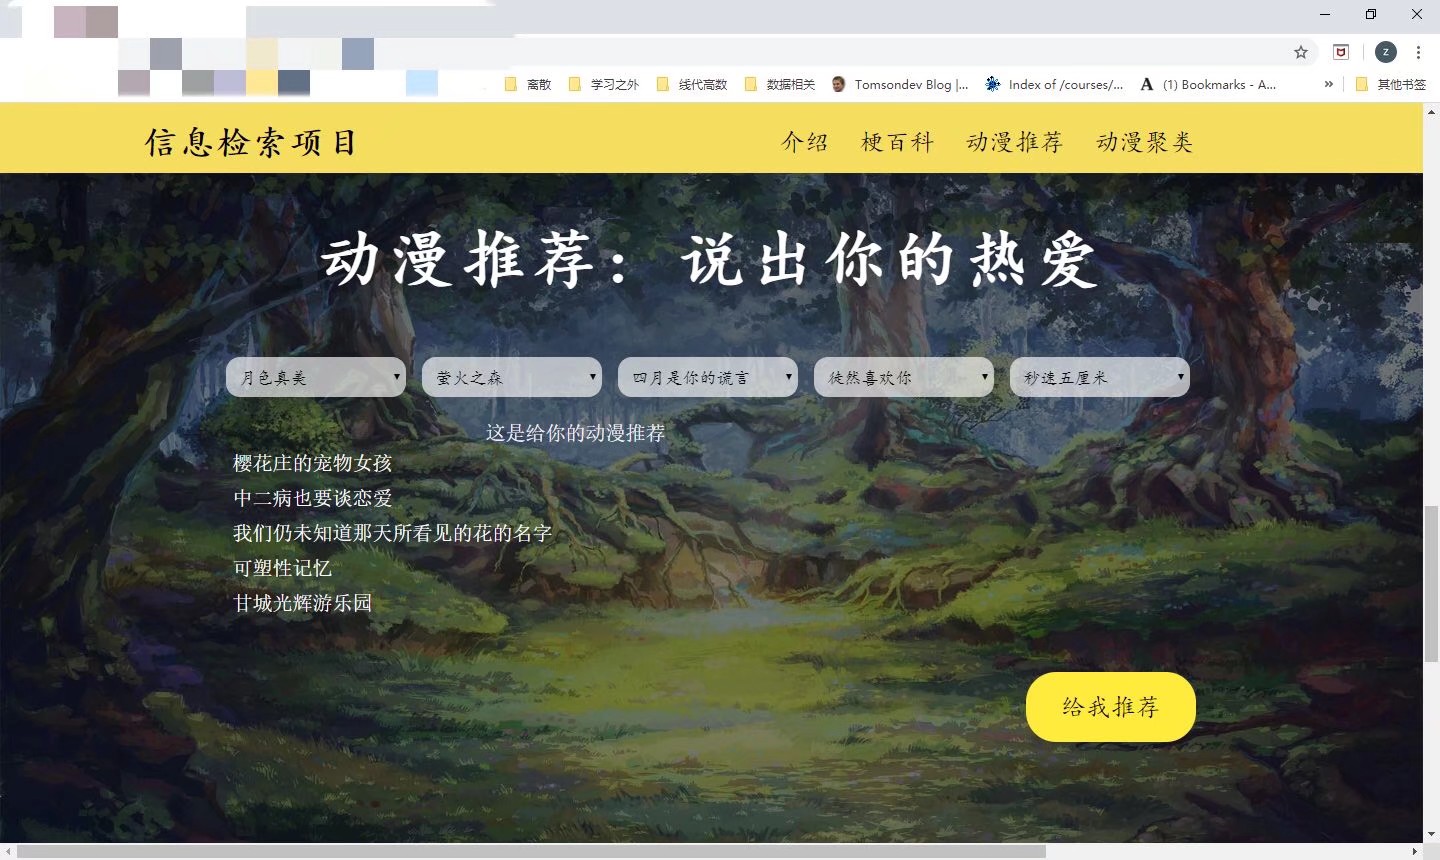 z
离散 学习之外 线代高数 数据相关 Tomsondev Blog |... Index of /courses/... (1) Bookmarks - A... » 其他书签
信息检索项目 介绍 梗百科 动漫推荐 动漫聚类
动漫推荐：说出你的热爱
月色真美 萤火之森 四月是你的谎言 徒然喜欢你 秒速五厘米
这是给你的动漫推荐
樱花庄的宠物女孩
中二病也要谈恋爱
我们仍未知道那天所看见的花的名字
可塑性记忆
甘城光辉游乐园
给我推荐